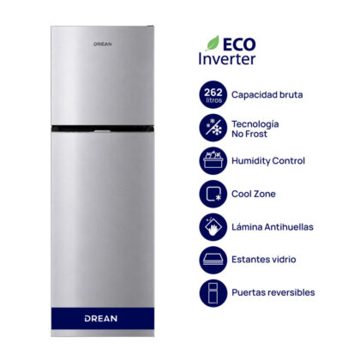 DREAN
ECO
Inverter
262
litros
Capacidad bruta
Tecnología
No Frost
Humidity Control
Cool Zone
Lámina Antihuellas
Estantes vidrio
Puertas reversibles
DREAN